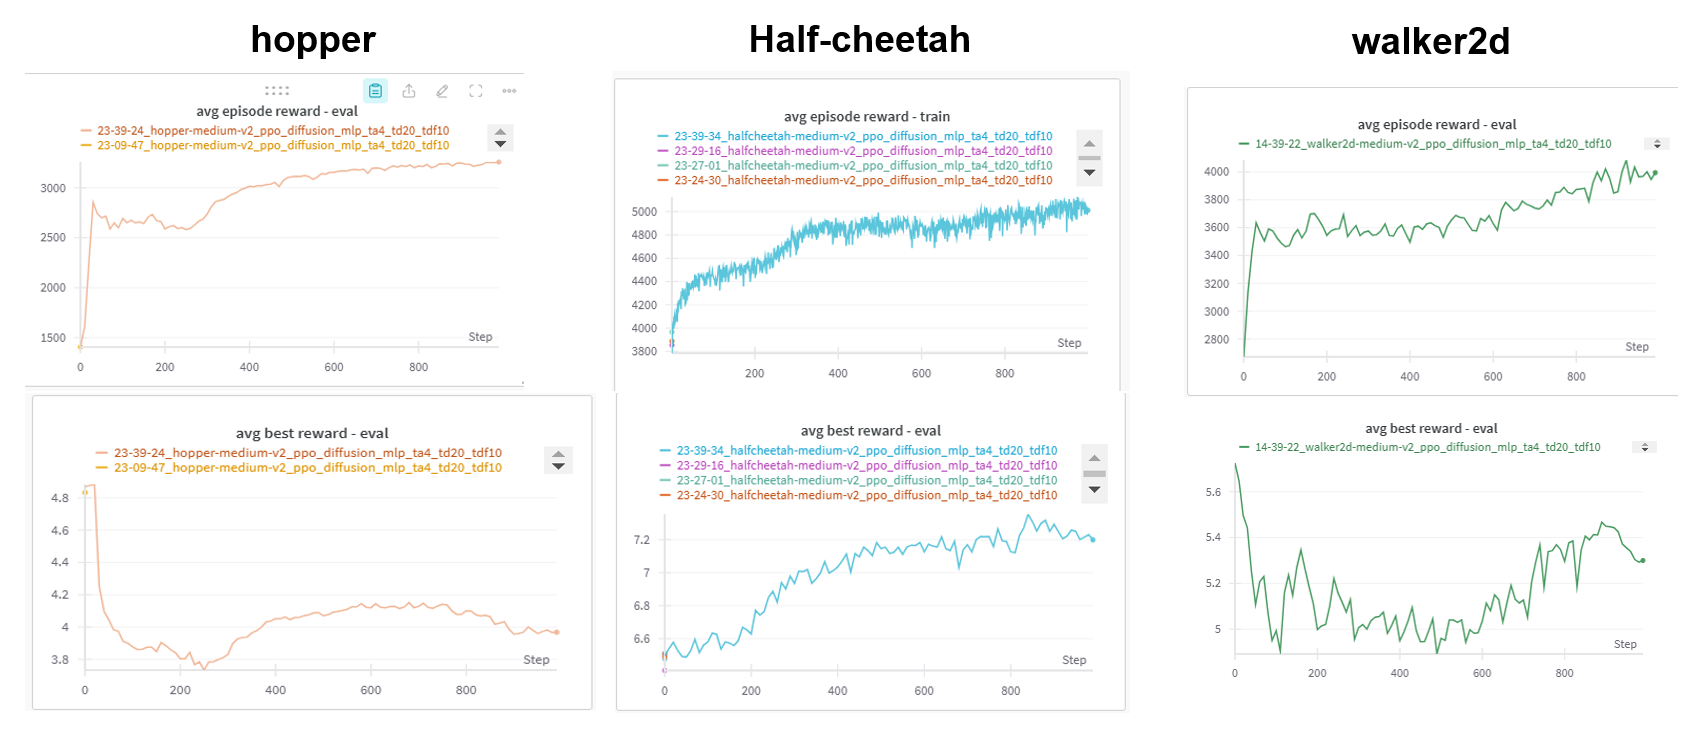 hopper
avg episode reward - eval
23-39-24_hopper-medium-v2_ppo_diffusion_mlp_ta4_td20_tdf10
23-09-47_hopper-medium-v2_ppo_diffusion_mlp_ta4_td20_tdf10
3000
2500
2000
1500
Step
0 200 400 600 800
avg best reward - eval
23-39-24_hopper-medium-v2_ppo_diffusion_mlp_ta4_td20_tdf10
23-09-47_hopper-medium-v2_ppo_diffusion_mlp_ta4_td20_tdf10
4.8
4.6
4.4
4.2
4
3.8
Step
0 200 400 600 800
Half-cheetah
avg episode reward - train
23-39-34_halfcheetah-medium-v2_ppo_diffusion_mlp_ta4_td20_tdf10
23-29-16_halfcheetah-medium-v2_ppo_diffusion_mlp_ta4_td20_tdf10
23-27-01_halfcheetah-medium-v2_ppo_diffusion_mlp_ta4_td20_tdf10
23-24-30_halfcheetah-medium-v2_ppo_diffusion_mlp_ta4_td20_tdf10
5000
4800
4600
4400
4200
4000
3800
Step
200 400 600 800
avg best reward - eval
23-39-34_halfcheetah-medium-v2_ppo_diffusion_mlp_ta4_td20_tdf10
23-29-16_halfcheetah-medium-v2_ppo_diffusion_mlp_ta4_td20_tdf10
23-27-01_halfcheetah-medium-v2_ppo_diffusion_mlp_ta4_td20_tdf10
23-24-30_halfcheetah-medium-v2_ppo_diffusion_mlp_ta4_td20_tdf10
7.2
7
6.8
6.6
Step
0 200 400 600 800
walker2d
avg episode reward - eval
14-39-22_walker2d-medium-v2_ppo_diffusion_mlp_ta4_td20_tdf10
4000
3800
3600
3400
3200
3000
2800
Step
0 200 400 600 800
avg best reward - eval
14-39-22_walker2d-medium-v2_ppo_diffusion_mlp_ta4_td20_tdf10
5.6
5.4
5.2
5
Step
0 200 400 600 800